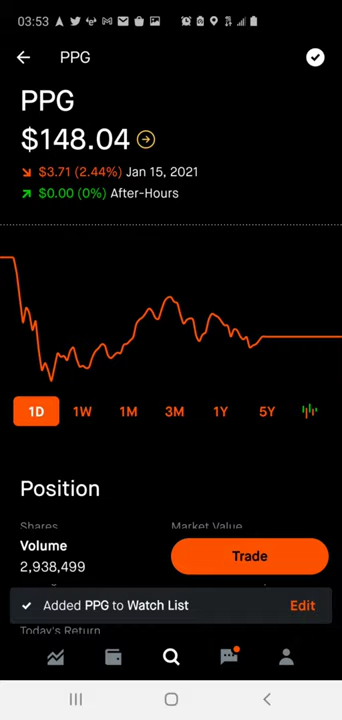 03:53
PPG
PPG
$148.04
$3.71 (2.44%) Jan 15, 2021
$0.00 (0%) After-Hours
1D 1W 1M 3M 1Y 5Y
Position
Shares Market Value
Volume
2,938,499
Trade
Added PPG to Watch List Edit
Today's Return